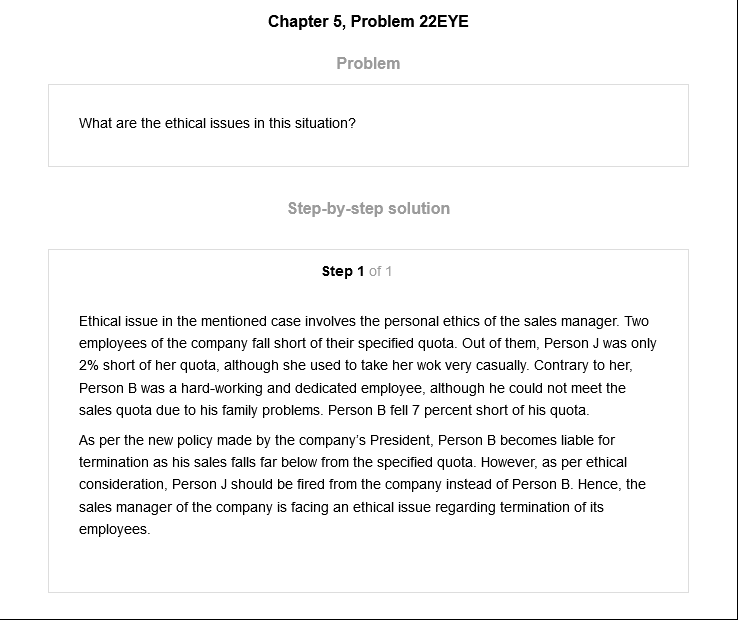 Chapter 5, Problem 22EYE
Problem
What are the ethical issues in this situation?
Step-by-step solution
Step 1 of 1
Ethical issue in the mentioned case involves the personal ethics of the sales manager. Two
employees of the company fall short of their specified quota. Out of them, Person J was only
2% short of her quota, although she used to take her wok very casually. Contrary to her,
Person B was a hard-working and dedicated employee, although he could not meet the
sales quota due to his family problems. Person B fell 7 percent short of his quota.
As per the new policy made by the company's President, Person B becomes liable for
termination as his sales falls far below from the specified quota. However, as per ethical
consideration, Person J should be fired from the company instead of Person B. Hence, the
sales manager of the company is facing an ethical issue regarding termination of its
employees.